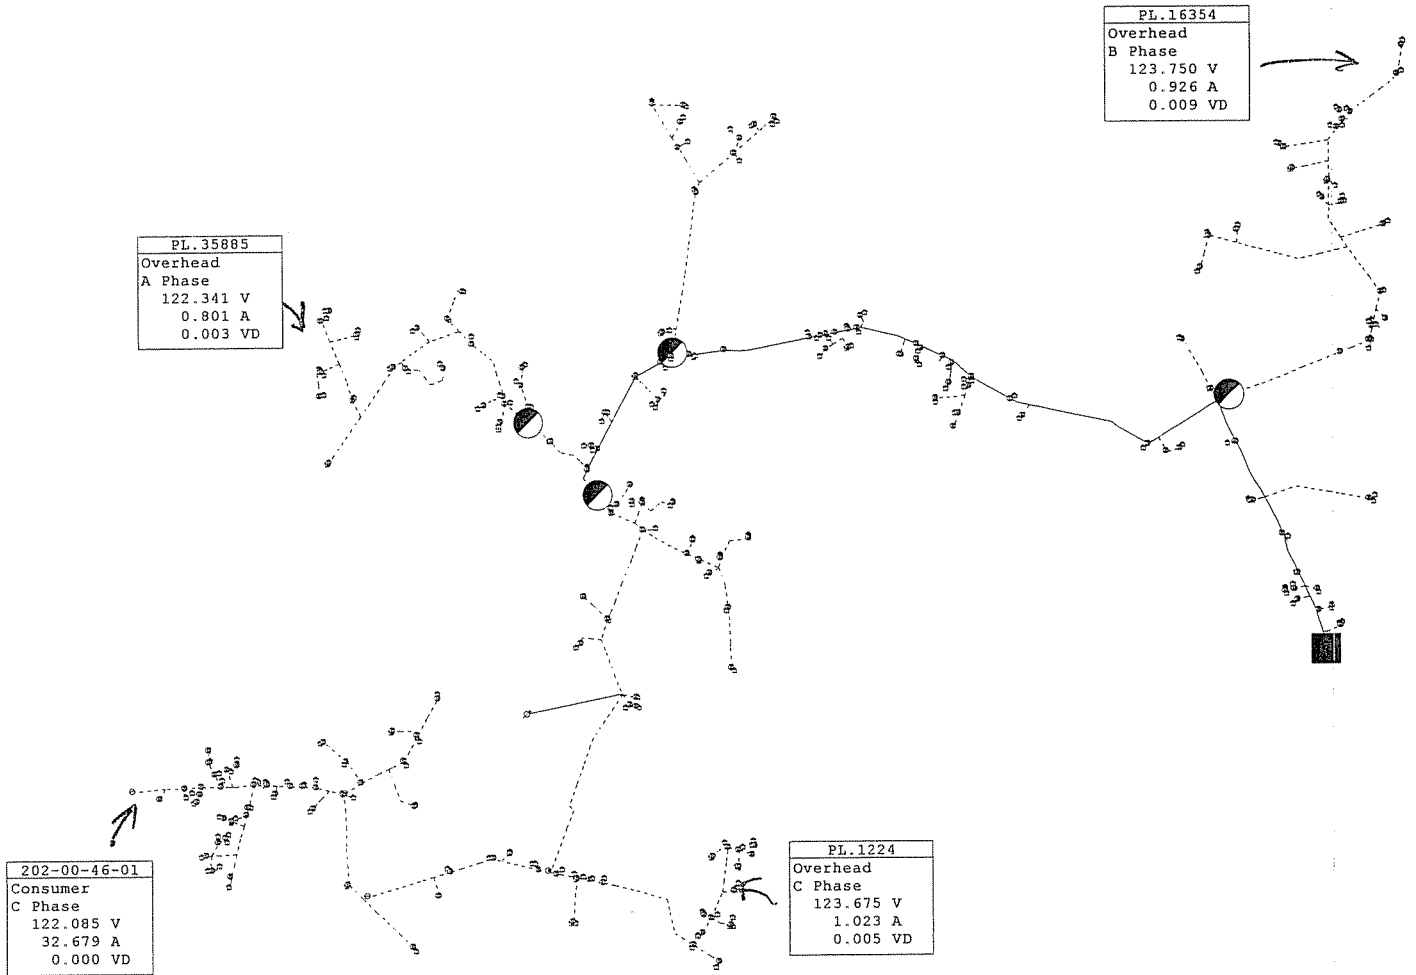 PL.16354
Overhead
B Phase
123.750 V
0.926 A
0.009 VD
PL.35885
Overhead
A Phase
122.341 V
0.801 A
0.003 VD
PL.1224
Overhead
C Phase
123.675 V
1.023 A
0.005 VD
202-00-46-01
Consumer
C Phase
122.085 V
32.679 A
0.000 VD